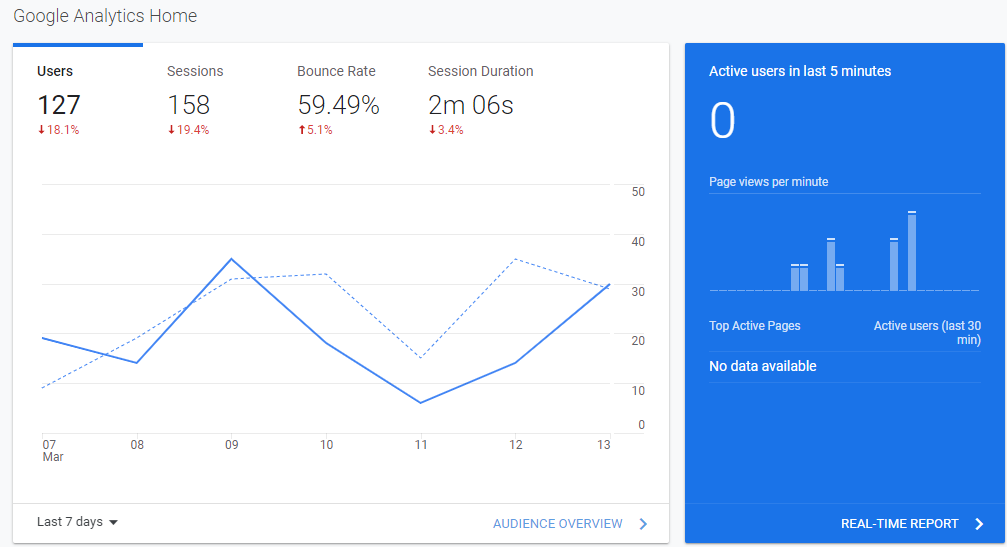 Google Analytics Home
Users
127
18.1%
Sessions
158
19.4%
Bounce Rate
59.49%
5.1%
Session Duration
2m 06s
3.4%
50
40
30
20
10
0
07
Mar
08
09
10
11
12
13
Last 7 days
AUDIENCE OVERVIEW
Active users in last 5 minutes
0
Page views per minute
Top Active Pages
Active users (last 30
min)
No data available
REAL-TIME REPORT